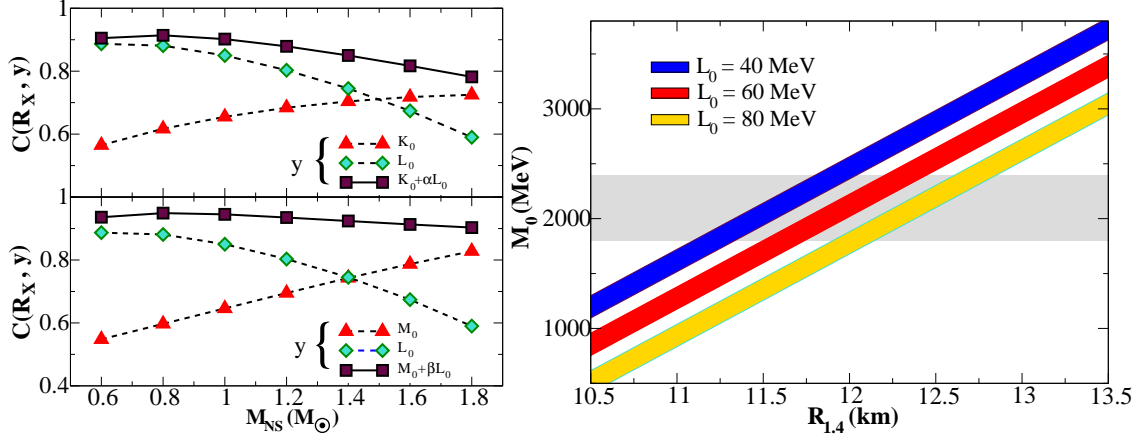 1
0.8
0.6
C(R_X, y)
y {
K_0
L_0
K_0+αL_0
1
0.8
0.6
0.4
C(R_X, y)
y {
M_0
L_0
M_0+βL_0
0.6 0.8 1 1.2 1.4 1.6 1.8
M_NS (M_⊙)
3000
2000
1000
M_0 (MeV)
L_0 = 40 MeV
L_0 = 60 MeV
L_0 = 80 MeV
10.5 11 11.5 12 12.5 13 13.5
R_1.4 (km)